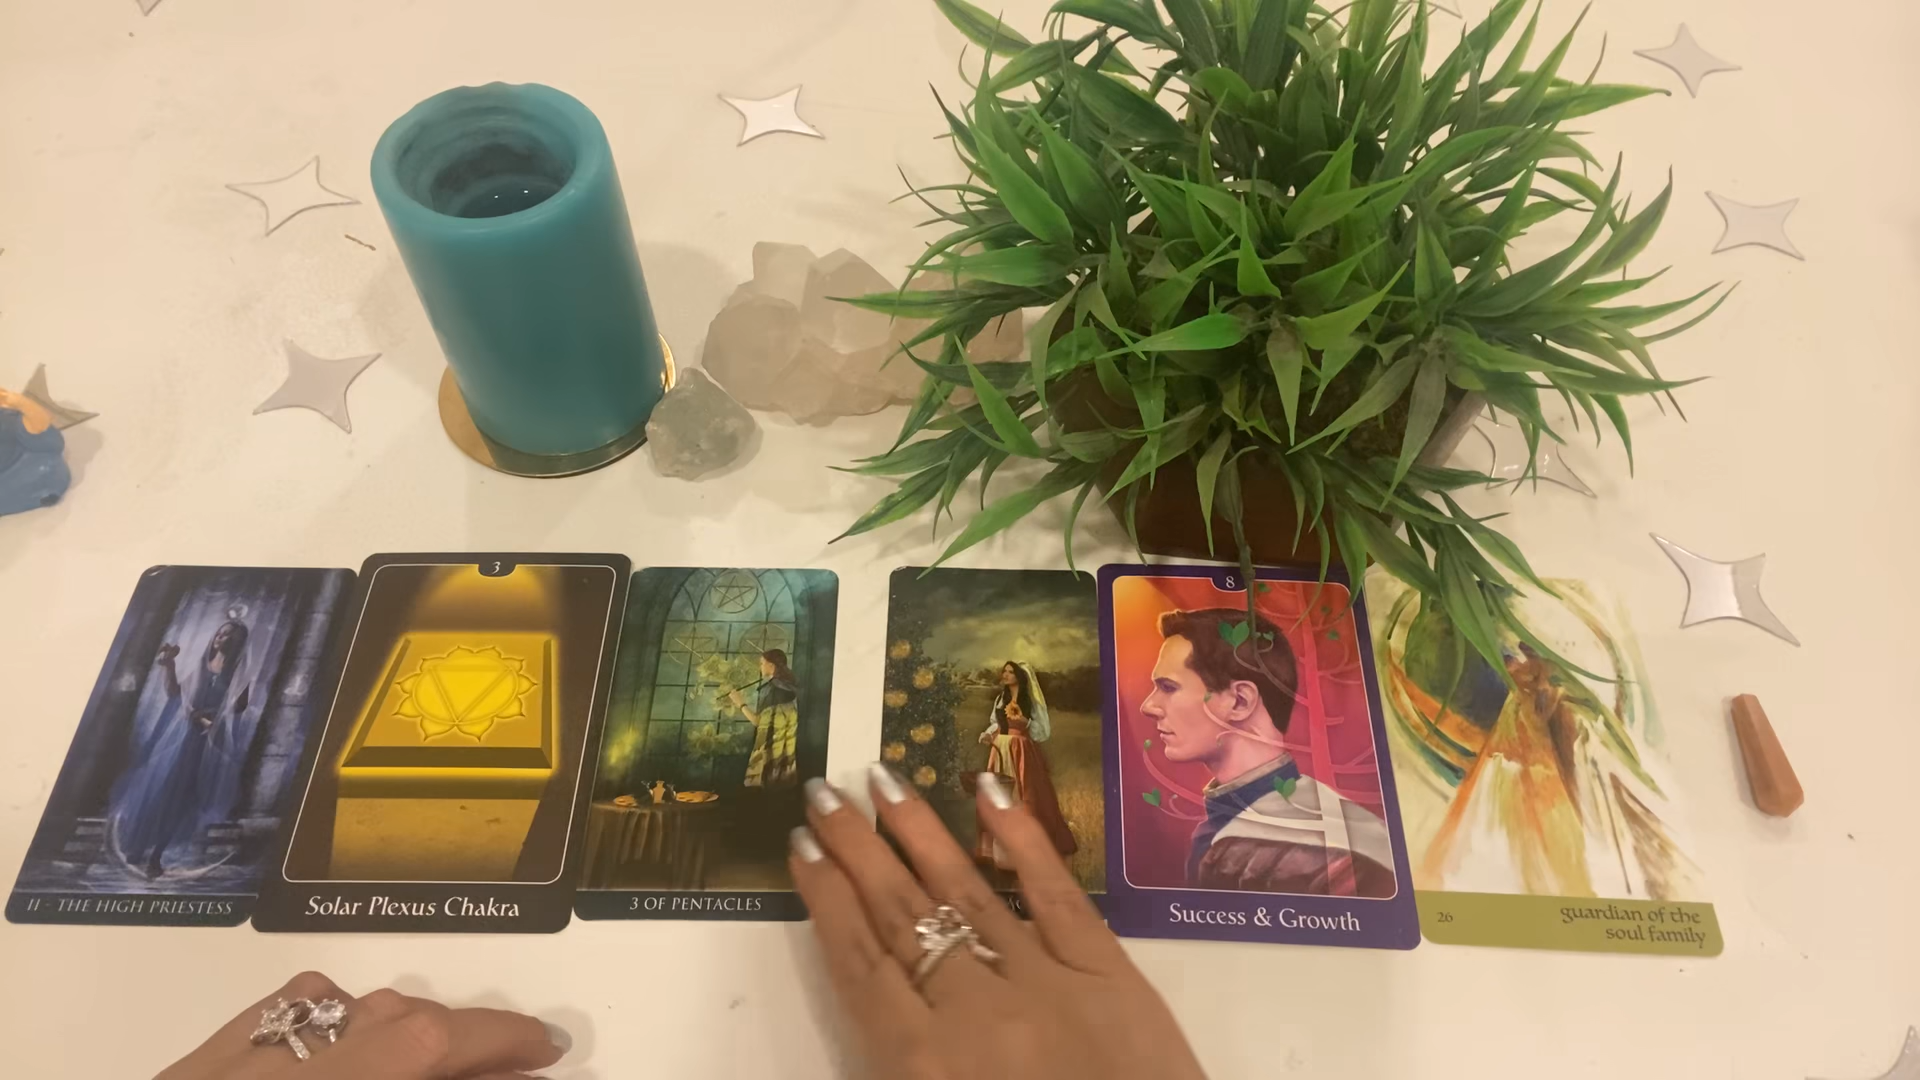 II - THE HIGH PRIESTESS
3
Solar Plexus Chakra
3 OF PENTACLES
8
Success & Growth
26
guardian of the
soul family